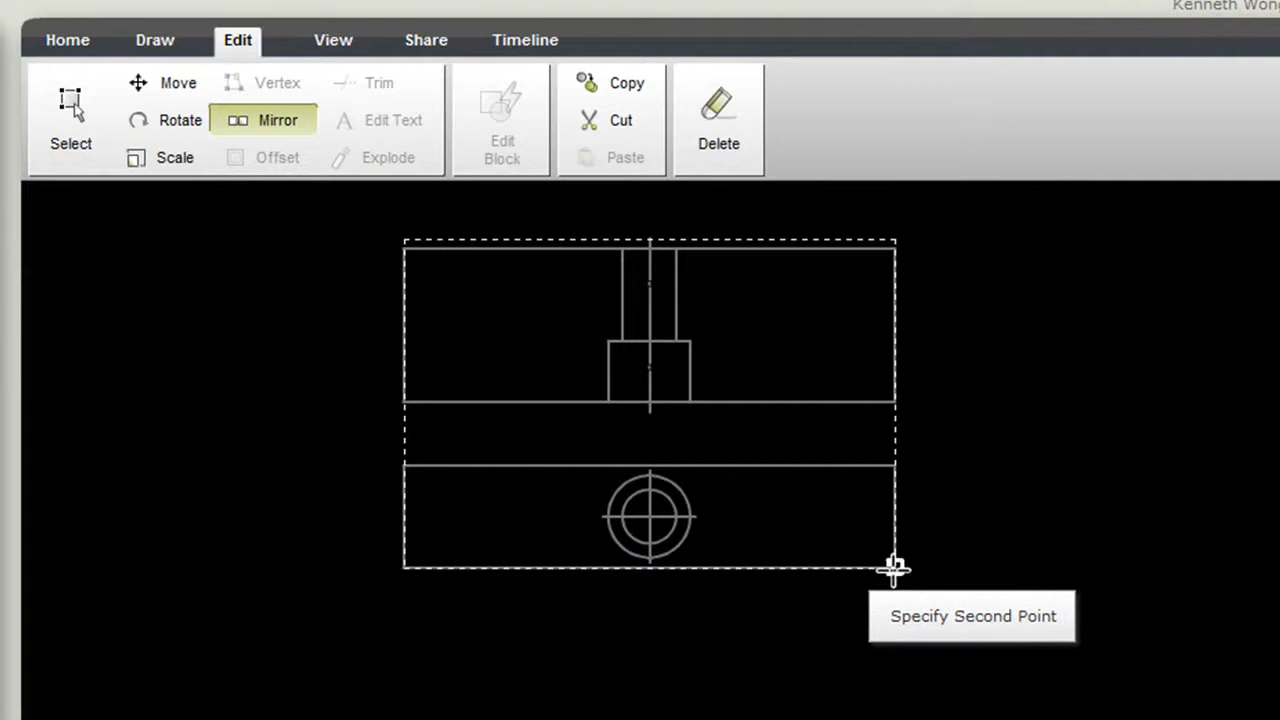 Kenneth Wong
Home Draw Edit View Share Timeline
Move Vertex Trim Copy
Rotate Mirror Edit Text Cut
Select Edit Block Delete
Scale Offset Explode Paste
Specify Second Point